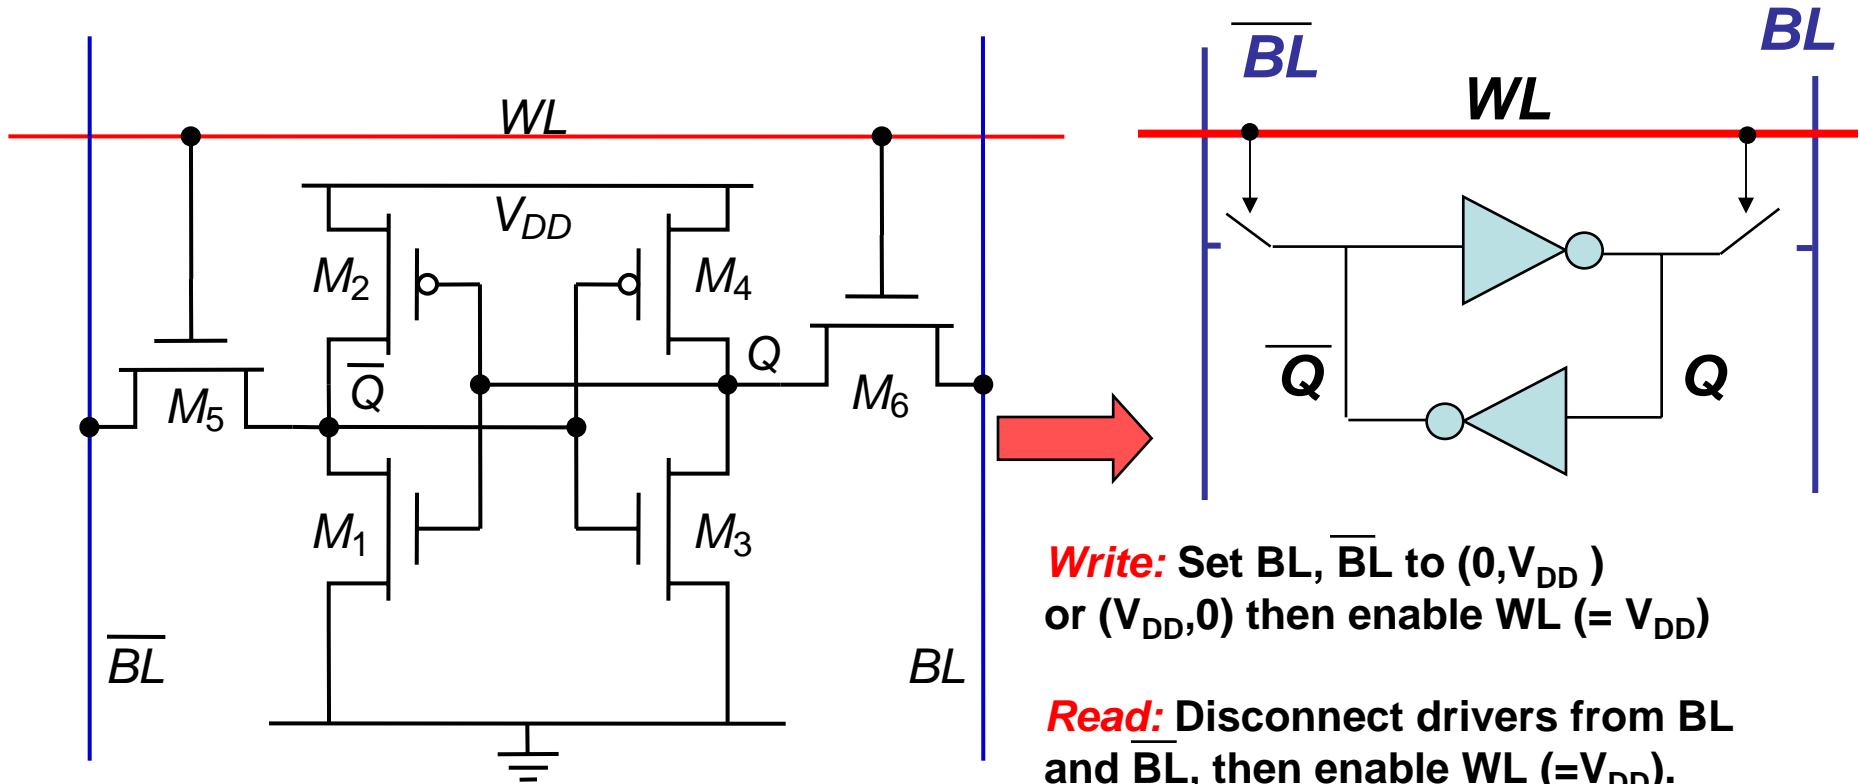 WL
V_DD
M₂
M₄
Q̅
Q
M₅
M₆
M₁
M₃
B̅L̅
BL
B̅L̅
BL
WL
Q̅
Q
Write: Set BL, B̅L̅ to (0,V_DD )
or (V_DD,0) then enable WL (= V_DD)
Read: Disconnect drivers from BL
and B̅L̅, then enable WL (=V_DD).